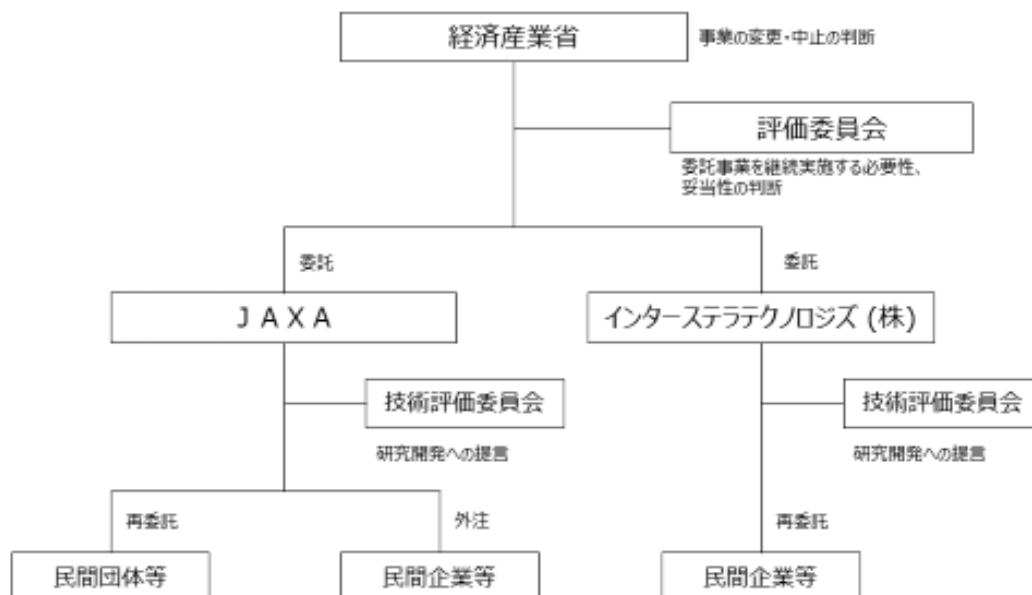 経済産業省
事業の変更・中止の判断
評価委員会
委託事業を継続実施する必要性、
妥当性の判断
委託
委託
ＪＡＸＡ
インターステラテクノロジズ (株)
技術評価委員会
技術評価委員会
研究開発への提言
研究開発への提言
再委託
外注
再委託
民間団体等
民間企業等
民間企業等